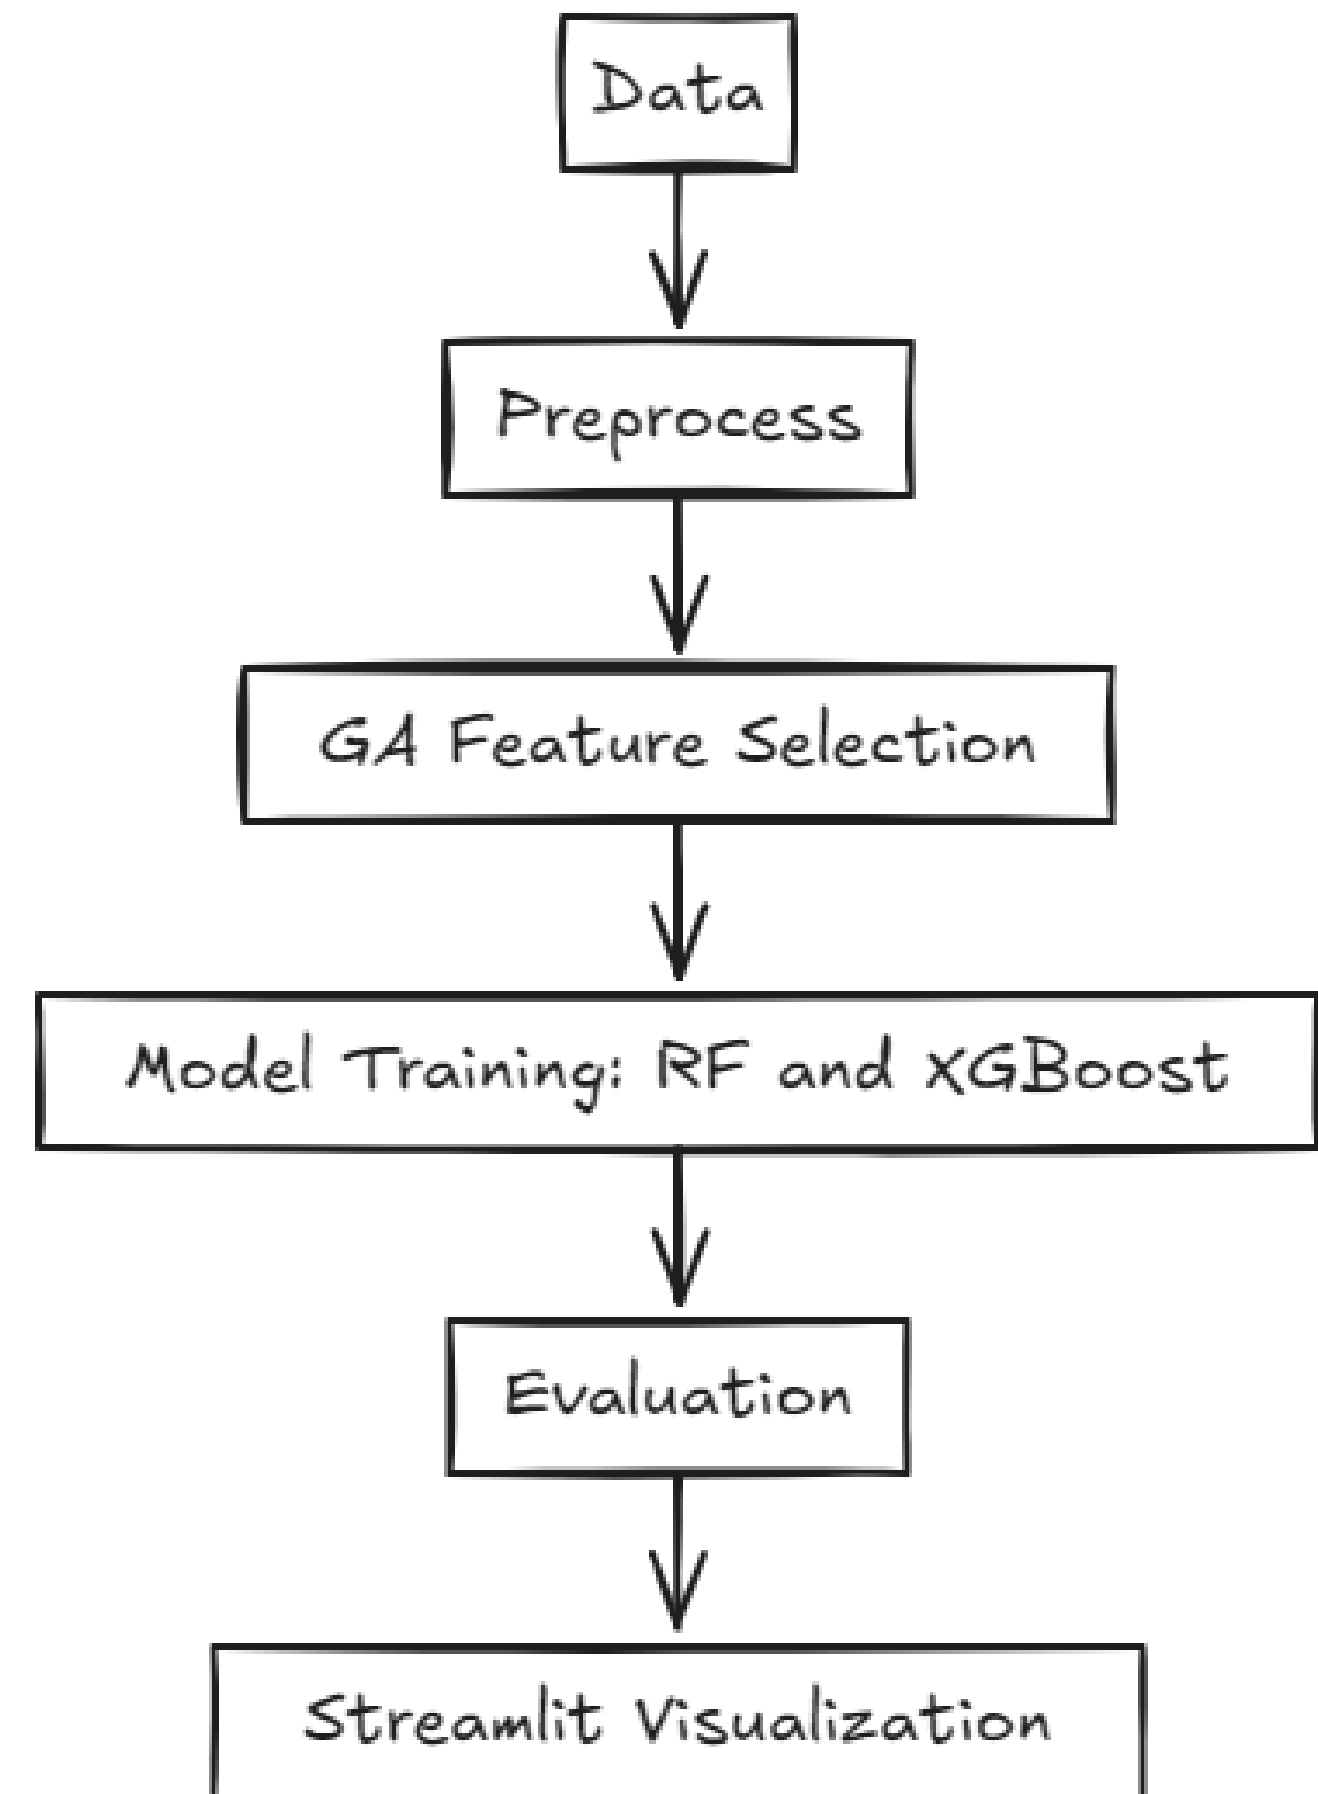 Data
Preprocess
GA Feature Selection
Model Training: RF and XGBoost
Evaluation
Streamlit Visualization